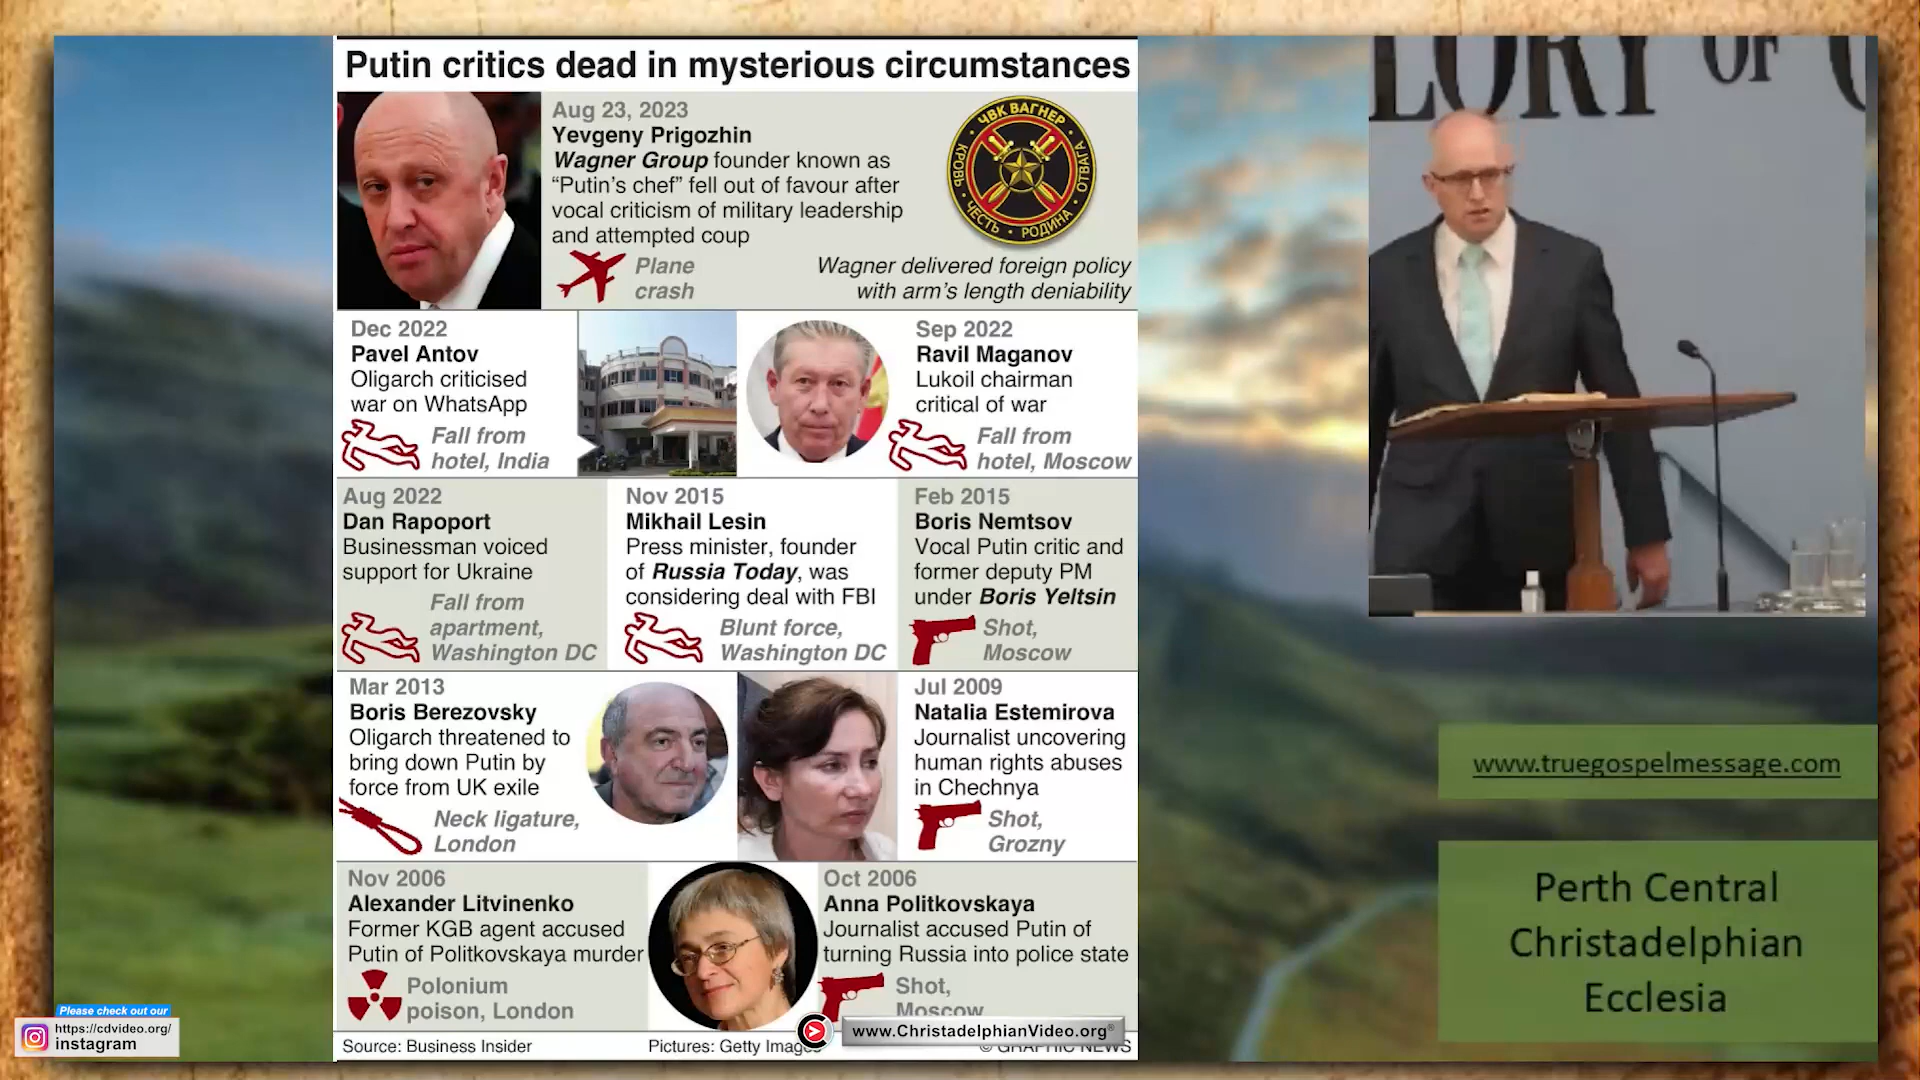 Putin critics dead in mysterious circumstances
Aug 23, 2023
Yevgeny Prigozhin
Wagner Group founder known as
“Putin’s chef” fell out of favour after
vocal criticism of military leadership
and attempted coup
Plane
crash
ЧВК ВАГНЕР
КРОВЬ · ЧЕСТЬ · РОДИНА · ОТВАГА
Wagner delivered foreign policy
with arm’s length deniability
Dec 2022
Pavel Antov
Oligarch criticised
war on WhatsApp
Fall from
hotel, India
Sep 2022
Ravil Maganov
Lukoil chairman
critical of war
Fall from
hotel, Moscow
Aug 2022
Dan Rapoport
Businessman voiced
support for Ukraine
Fall from
apartment,
Washington DC
Nov 2015
Mikhail Lesin
Press minister, founder
of Russia Today, was
considering deal with FBI
Blunt force,
Washington DC
Feb 2015
Boris Nemtsov
Vocal Putin critic and
former deputy PM
under Boris Yeltsin
Shot,
Moscow
Mar 2013
Boris Berezovsky
Oligarch threatened to
bring down Putin by
force from UK exile
Neck ligature,
London
Jul 2009
Natalia Estemirova
Journalist uncovering
human rights abuses
in Chechnya
Shot,
Grozny
Nov 2006
Alexander Litvinenko
Former KGB agent accused
Putin of Politkovskaya murder
Polonium
poison, London
Oct 2006
Anna Politkovskaya
Journalist accused Putin of
turning Russia into police state
Shot,
Moscow
Source: Business Insider
Pictures: Getty Images
© GRAPHIC NEWS
www.ChristadelphianVideo.org®
LORY OF
www.truegospelmessage.com
Perth Central
Christadelphian
Ecclesia
Please check out our
https://cdvideo.org/
instagram